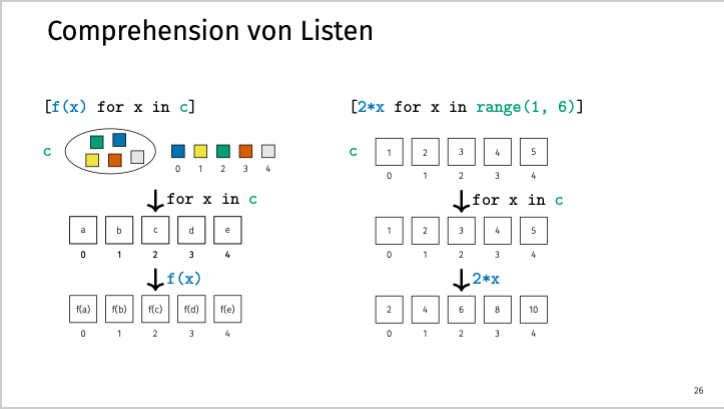 Comprehension von Listen
[f(x) for x in c]
c
0 1 2 3 4
for x in c
a b c d e
0 1 2 3 4
f(x)
f(a) f(b) f(c) f(d) f(e)
0 1 2 3 4
[2*x for x in range(1, 6)]
c
1 2 3 4 5
0 1 2 3 4
for x in c
1 2 3 4 5
0 1 2 3 4
2*x
2 4 6 8 10
0 1 2 3 4
26